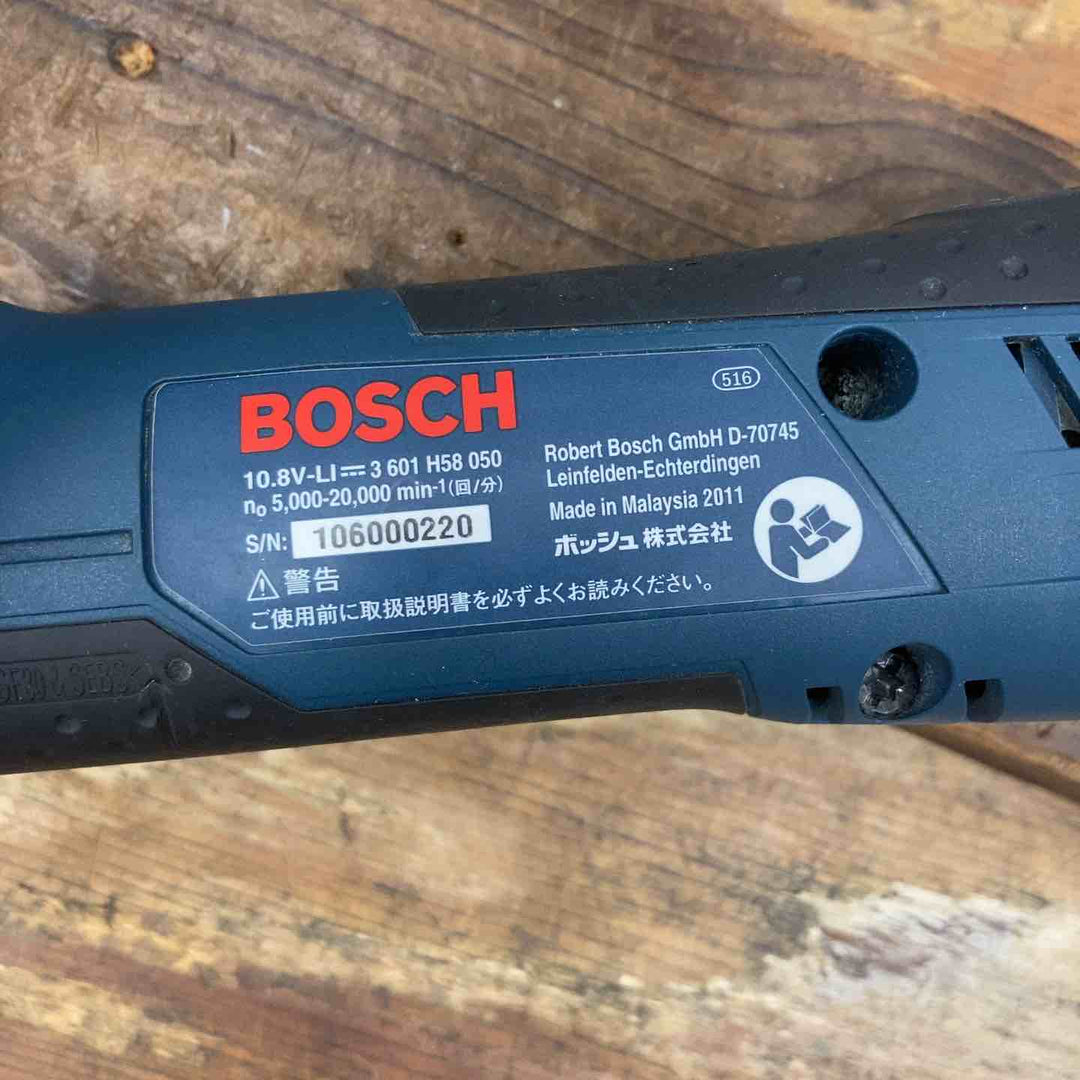 BOSCH
516
10.8V-LI 3 601 H58 050
n₀ 5,000-20,000 min⁻¹(回/分)
S/N: 106000220
Robert Bosch GmbH D-70745
Leinfelden-Echterdingen
Made in Malaysia 2011
ボッシュ 株式会社
警告
ご使用前に取扱説明書を必ずよくお読みください。